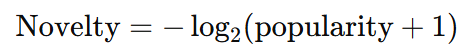 Novelty = − log₂(popularity + 1)